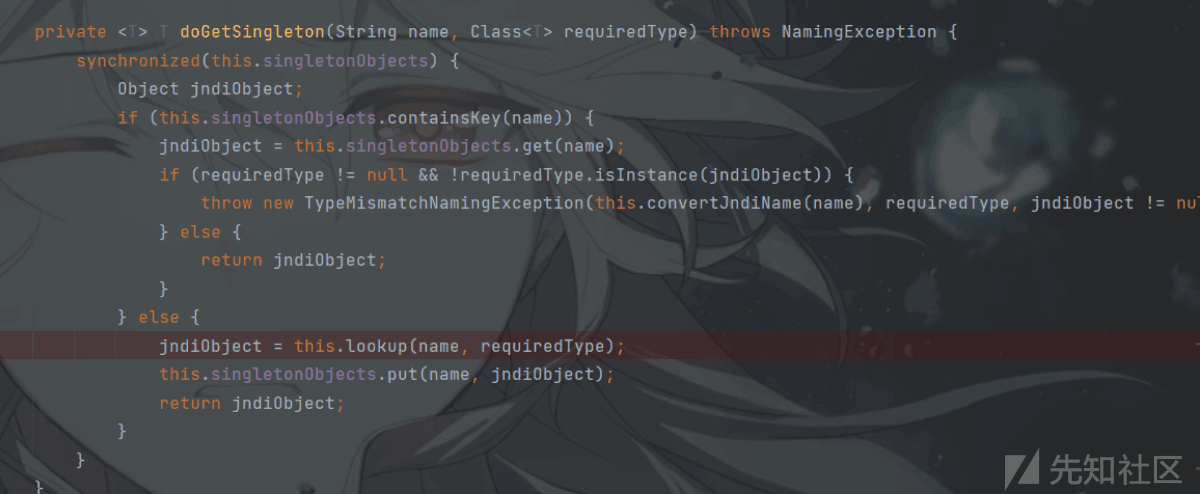 private <T> T doGetSingleton(String name, Class<T> requiredType) throws NamingException {
synchronized(this.singletonObjects) {
Object jndiObject;
if (this.singletonObjects.containsKey(name)) {
jndiObject = this.singletonObjects.get(name);
if (requiredType != null && !requiredType.isInstance(jndiObject)) {
throw new TypeMismatchNamingException(this.convertJndiName(name), requiredType, jndiObject != nul
} else {
return jndiObject;
}
} else {
jndiObject = this.lookup(name, requiredType);
this.singletonObjects.put(name, jndiObject);
return jndiObject;
}
}
}
先知社区